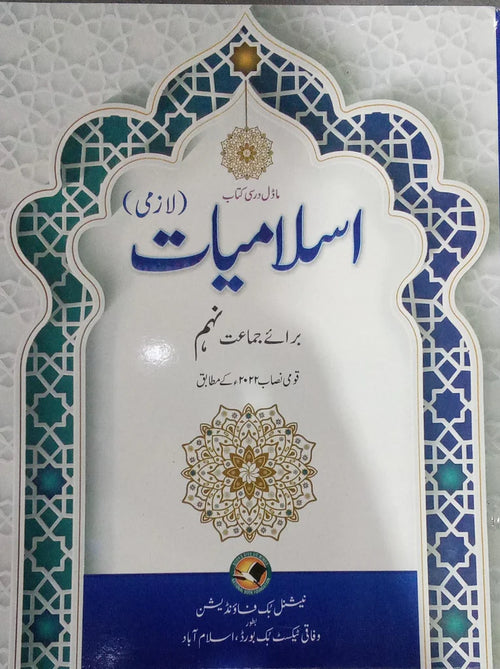 ماڈل درسی کتاب
اسلامیات (لازمی)
برائے جماعت نہم
قومی نصاب ۲۰۲۲ء کے مطابق
نیشنل بک فاؤنڈیشن
بطور
وفاقی ٹیکسٹ بک بورڈ، اسلام آباد